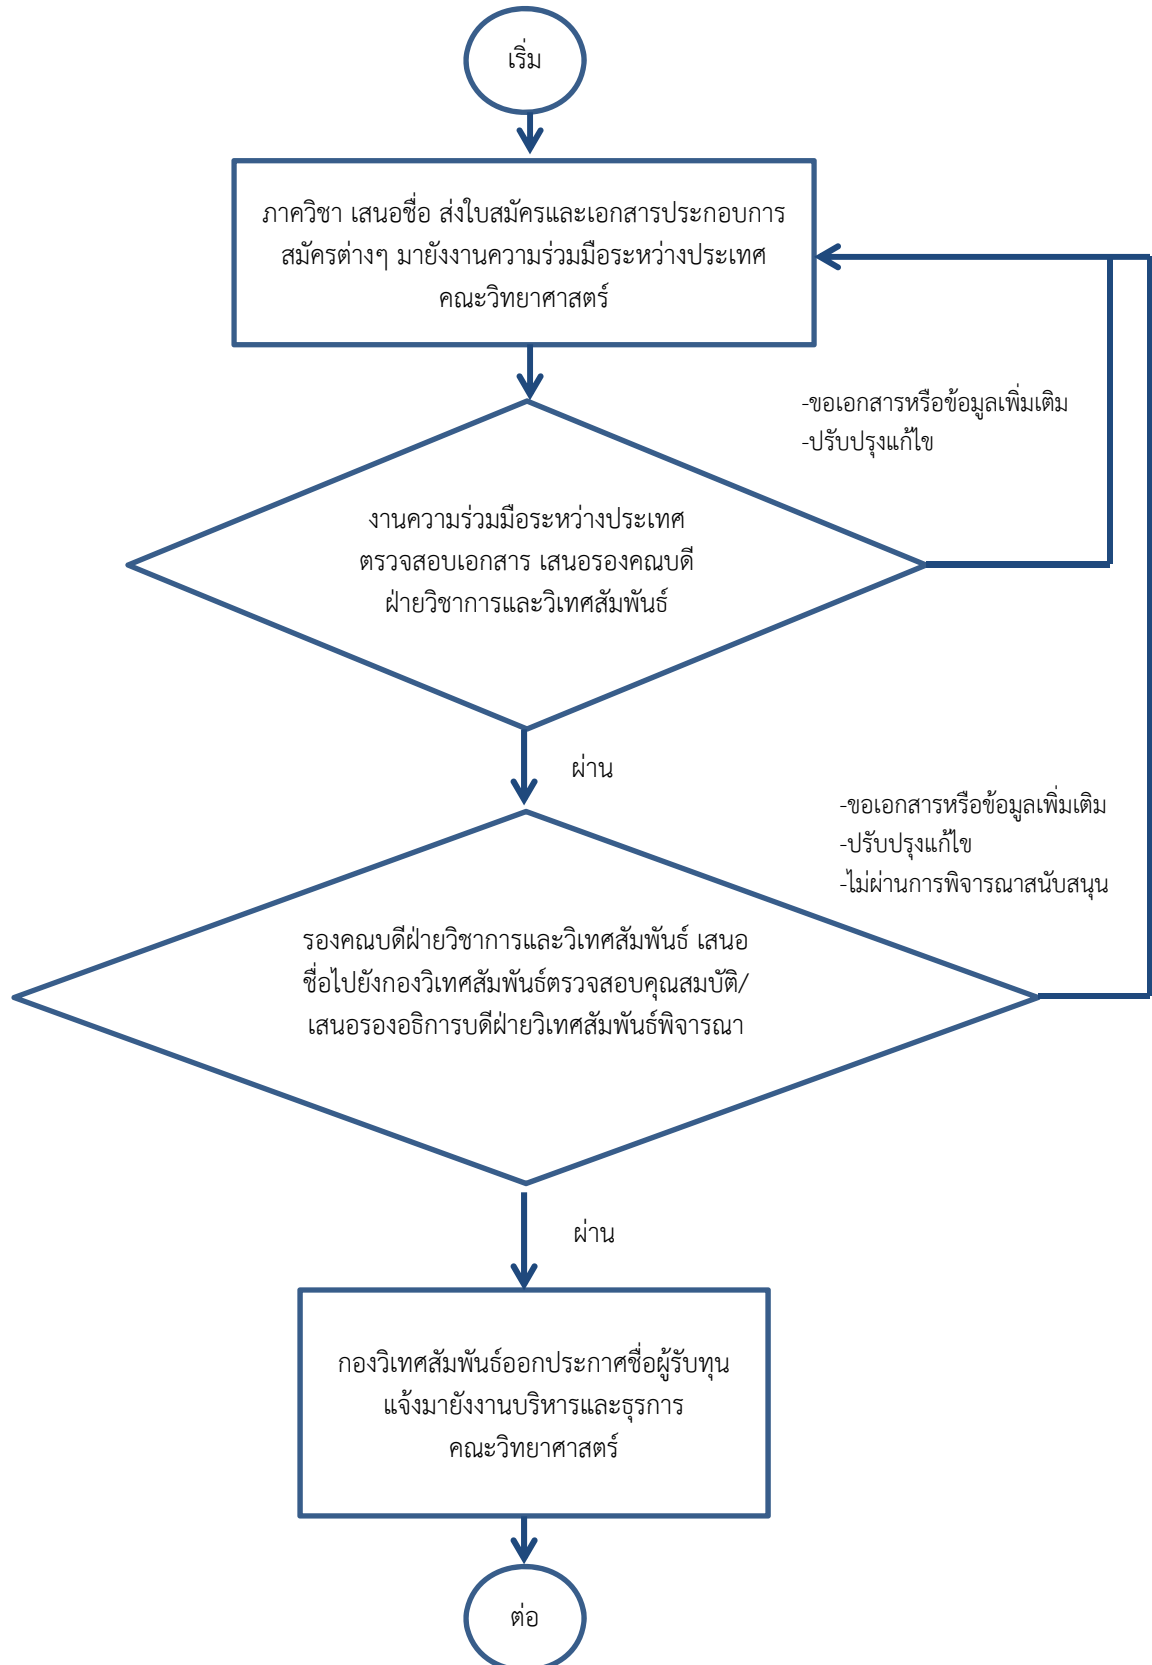 เริ่ม
ภาควิชา เสนอชื่อ ส่งใบสมัครและเอกสารประกอบการ
สมัครต่างๆ มายังงานความร่วมมือระหว่างประเทศ
คณะวิทยาศาสตร์
-ขอเอกสารหรือข้อมูลเพิ่มเติม
-ปรับปรุงแก้ไข
งานความร่วมมือระหว่างประเทศ
ตรวจสอบเอกสาร เสนอรองคณบดี
ฝ่ายวิชาการและวิเทศสัมพันธ์
ผ่าน
-ขอเอกสารหรือข้อมูลเพิ่มเติม
-ปรับปรุงแก้ไข
-ไม่ผ่านการพิจารณาสนับสนุน
รองคณบดีฝ่ายวิชาการและวิเทศสัมพันธ์ เสนอ
ชื่อไปยังกองวิเทศสัมพันธ์ตรวจสอบคุณสมบัติ/
เสนอรองอธิการบดีฝ่ายวิเทศสัมพันธ์พิจารณา
ผ่าน
กองวิเทศสัมพันธ์ออกประกาศชื่อผู้รับทุน
แจ้งมายังงานบริหารและธุรการ
คณะวิทยาศาสตร์
ต่อ